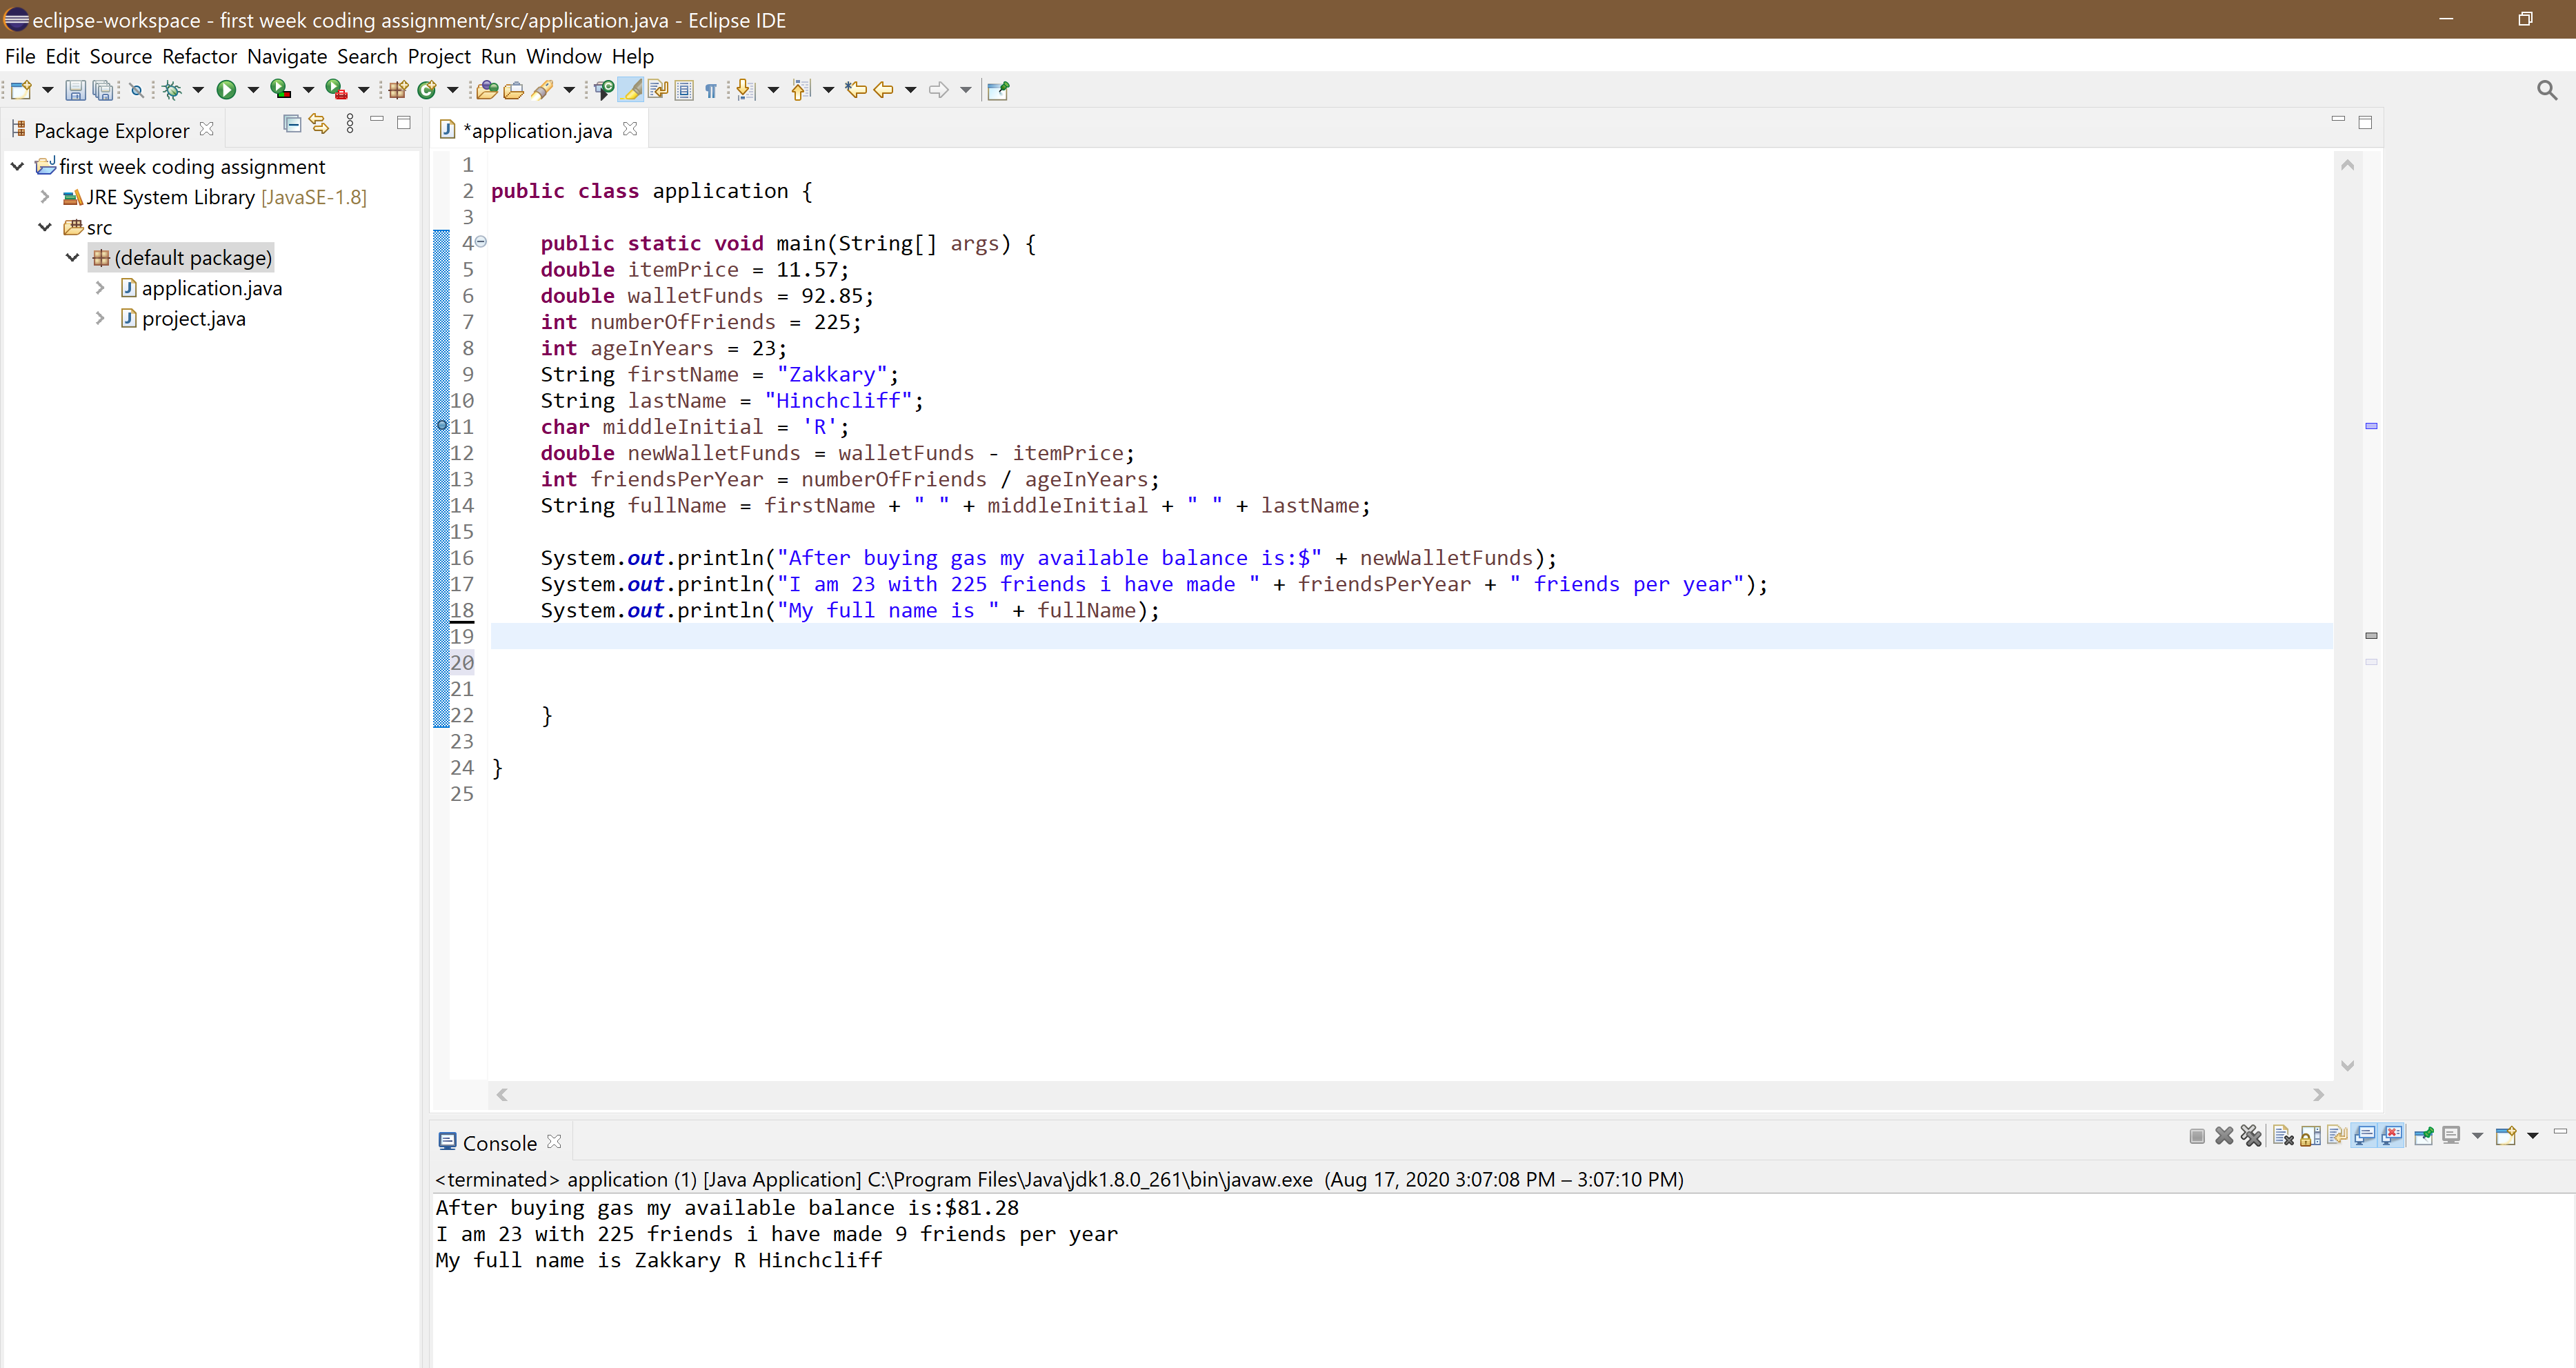 eclipse-workspace - first week coding assignment/src/application.java - Eclipse IDE
File Edit Source Refactor Navigate Search Project Run Window Help
Package Explorer
first week coding assignment
JRE System Library [JavaSE-1.8]
src
(default package)
application.java
project.java
*application.java
1
2 public class application {
3
4 public static void main(String[] args) {
5 double itemPrice = 11.57;
6 double walletFunds = 92.85;
7 int numberOfFriends = 225;
8 int ageInYears = 23;
9 String firstName = "Zakkary";
10 String lastName = "Hinchcliff";
11 char middleInitial = 'R';
12 double newWalletFunds = walletFunds - itemPrice;
13 int friendsPerYear = numberOfFriends / ageInYears;
14 String fullName = firstName + " " + middleInitial + " " + lastName;
15
16 System.out.println("After buying gas my available balance is:$" + newWalletFunds);
17 System.out.println("I am 23 with 225 friends i have made " + friendsPerYear + " friends per year");
18 System.out.println("My full name is " + fullName);
19
20
21
22 }
23
24 }
25
Console
<terminated> application (1) [Java Application] C:\Program Files\Java\jdk1.8.0_261\bin\javaw.exe (Aug 17, 2020 3:07:08 PM – 3:07:10 PM)
After buying gas my available balance is:$81.28
I am 23 with 225 friends i have made 9 friends per year
My full name is Zakkary R Hinchcliff